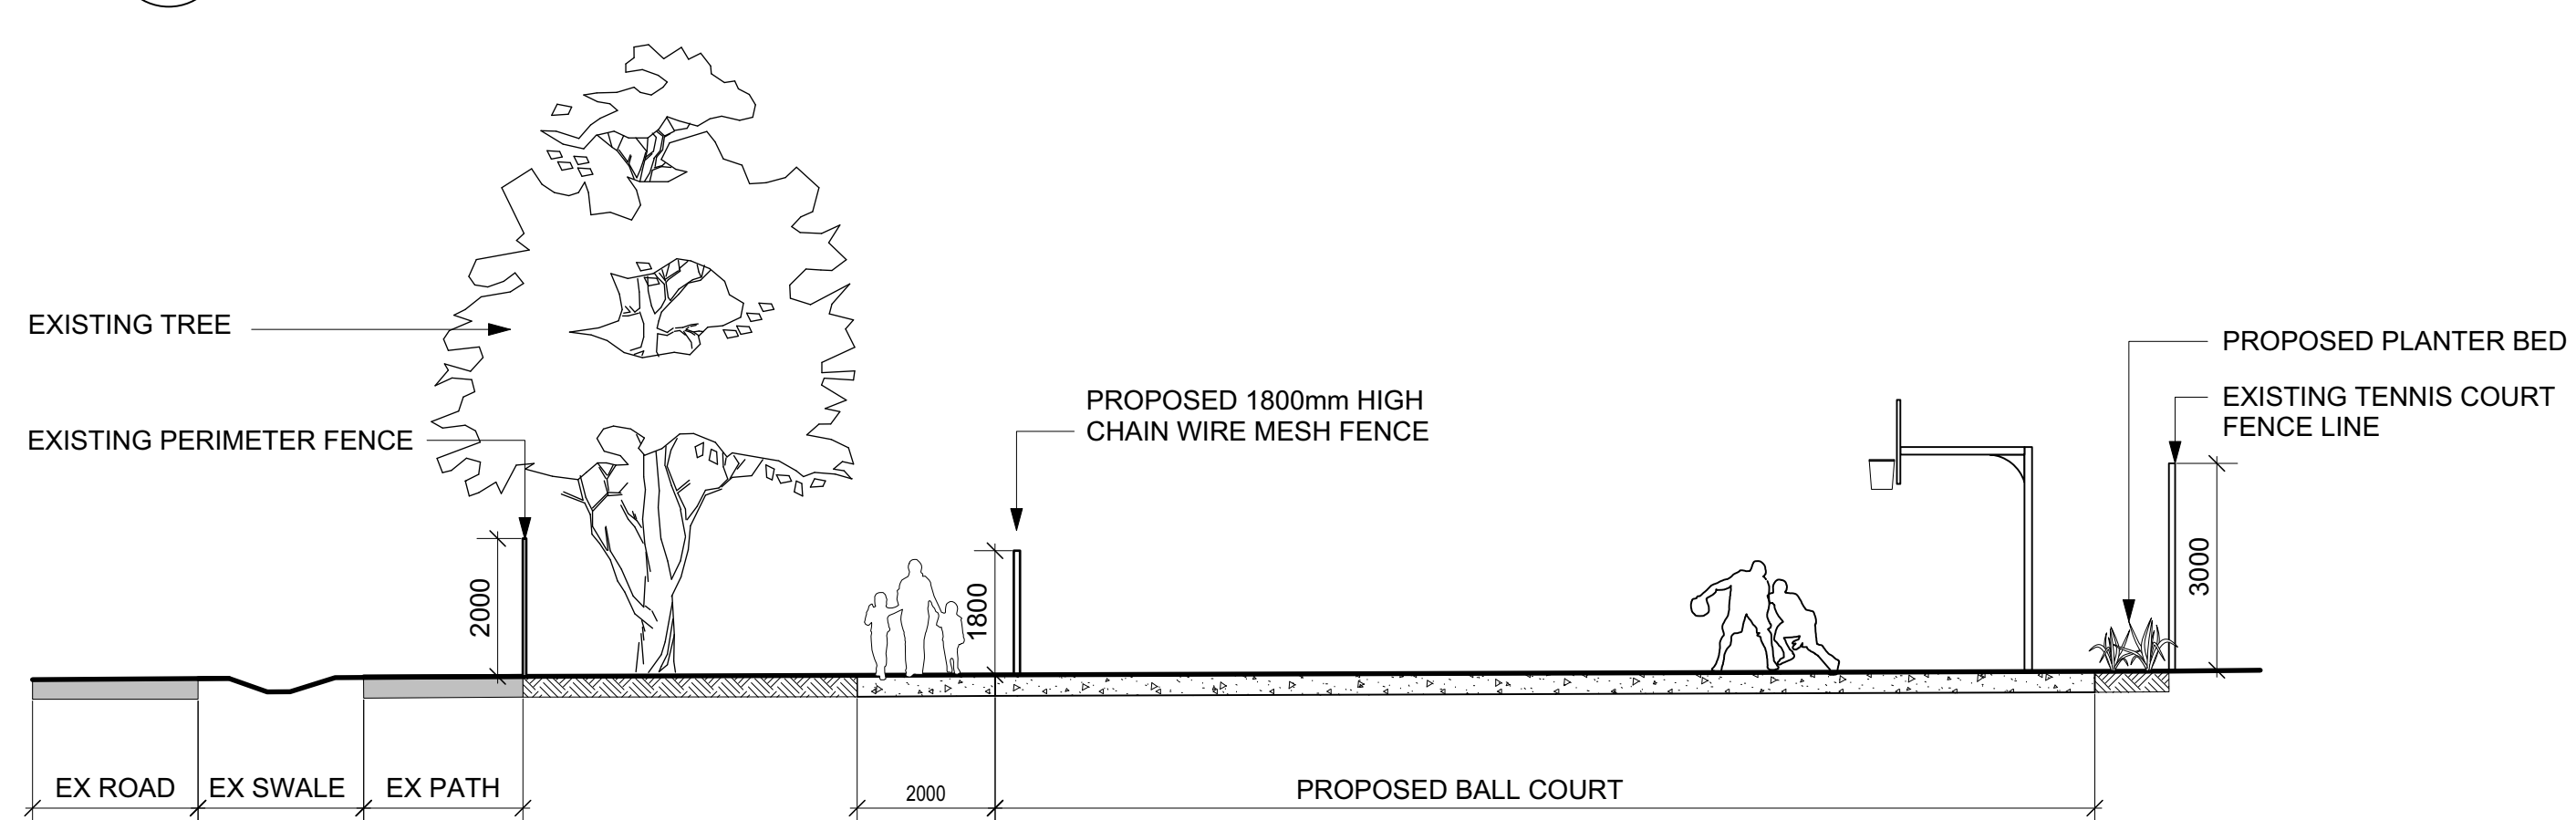 EXISTING TREE
EXISTING PERIMETER FENCE
PROPOSED 1800mm HIGH
CHAIN WIRE MESH FENCE
PROPOSED PLANTER BED
EXISTING TENNIS COURT
FENCE LINE
2000
1800
3000
EX ROAD
EX SWALE
EX PATH
2000
PROPOSED BALL COURT